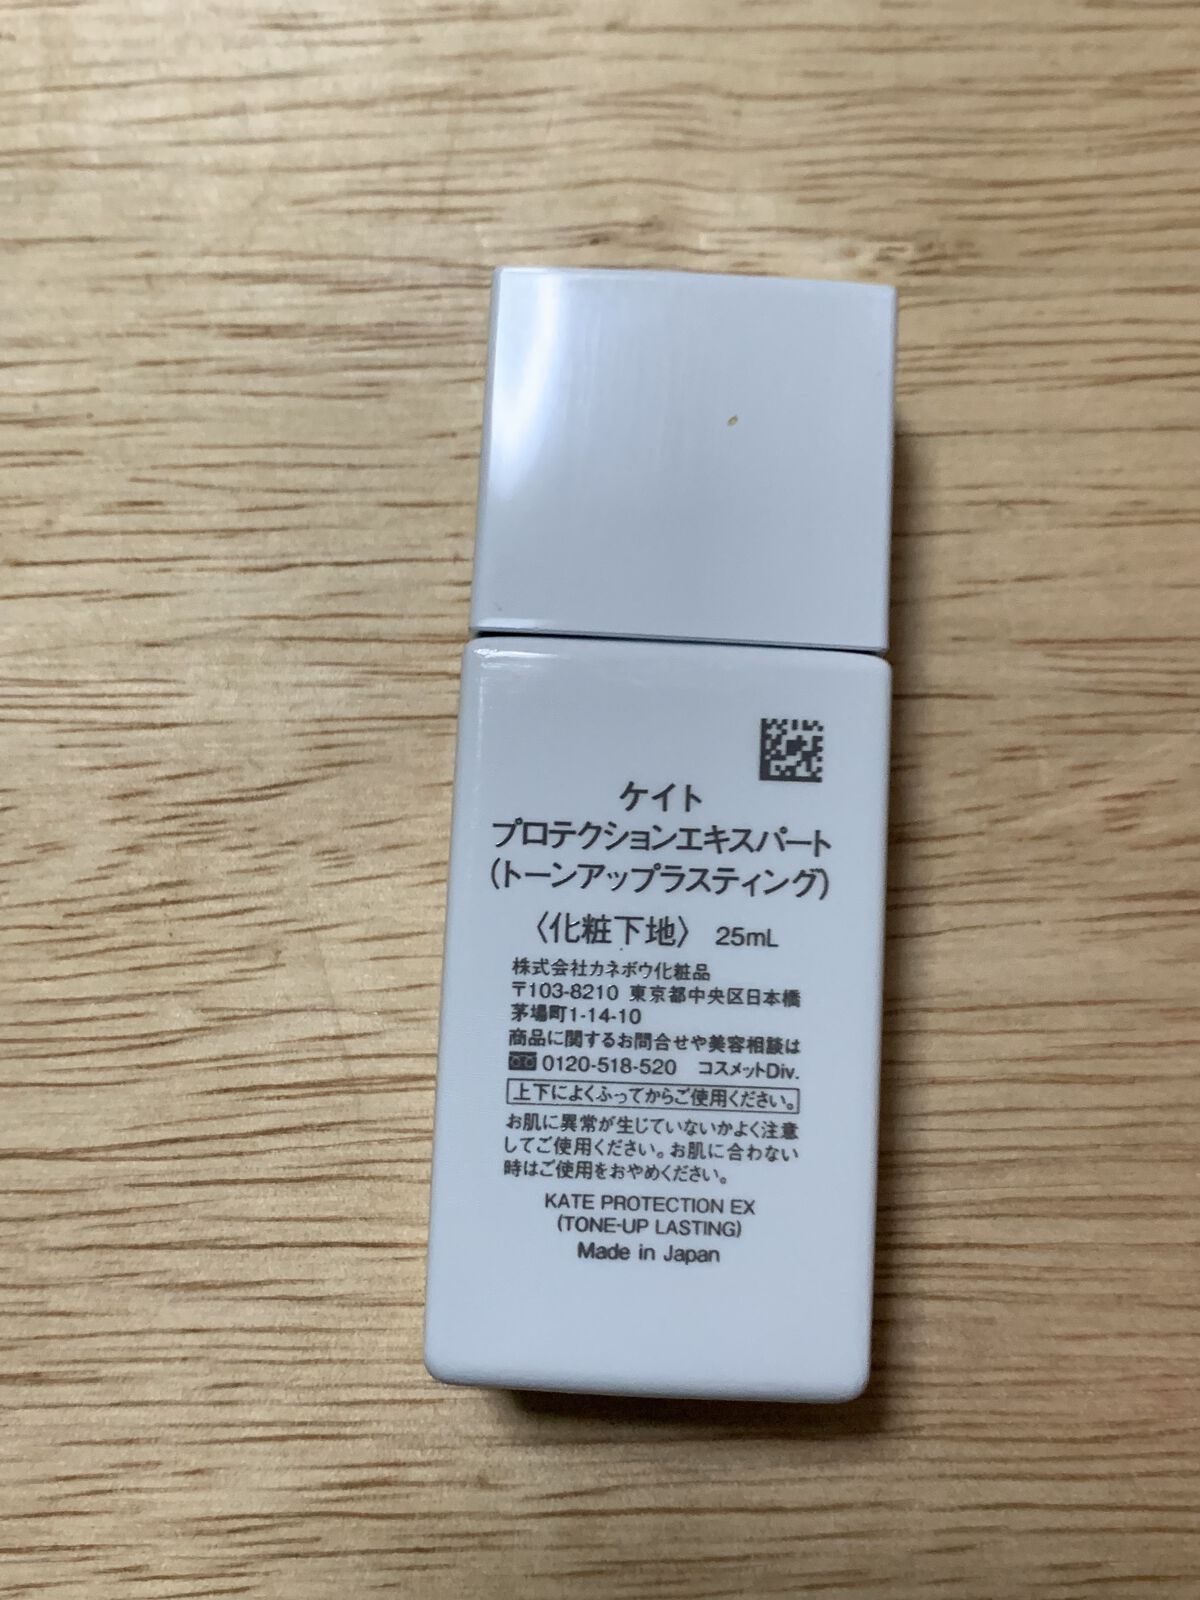 ケイト
プロテクションエキスパート
(トーンアップラスティング)
〈化粧下地〉 25mL
株式会社カネボウ化粧品
〒103-8210 東京都中央区日本橋
茅場町1-14-10
商品に関するお問合せや美容相談は
0120-518-520 コスメットDiv.
上下によくふってからご使用ください。
お肌に異常が生じていないかよく注意
してご使用ください。お肌に合わない
時はご使用をおやめください。
KATE PROTECTION EX
(TONE-UP LASTING)
Made in Japan